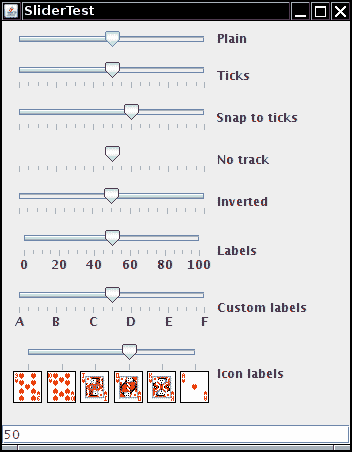 SliderTest
Plain
Ticks
Snap to ticks
No track
Inverted
Labels
0 20 40 60 80 100
Custom labels
A B C D E F
Icon labels
50